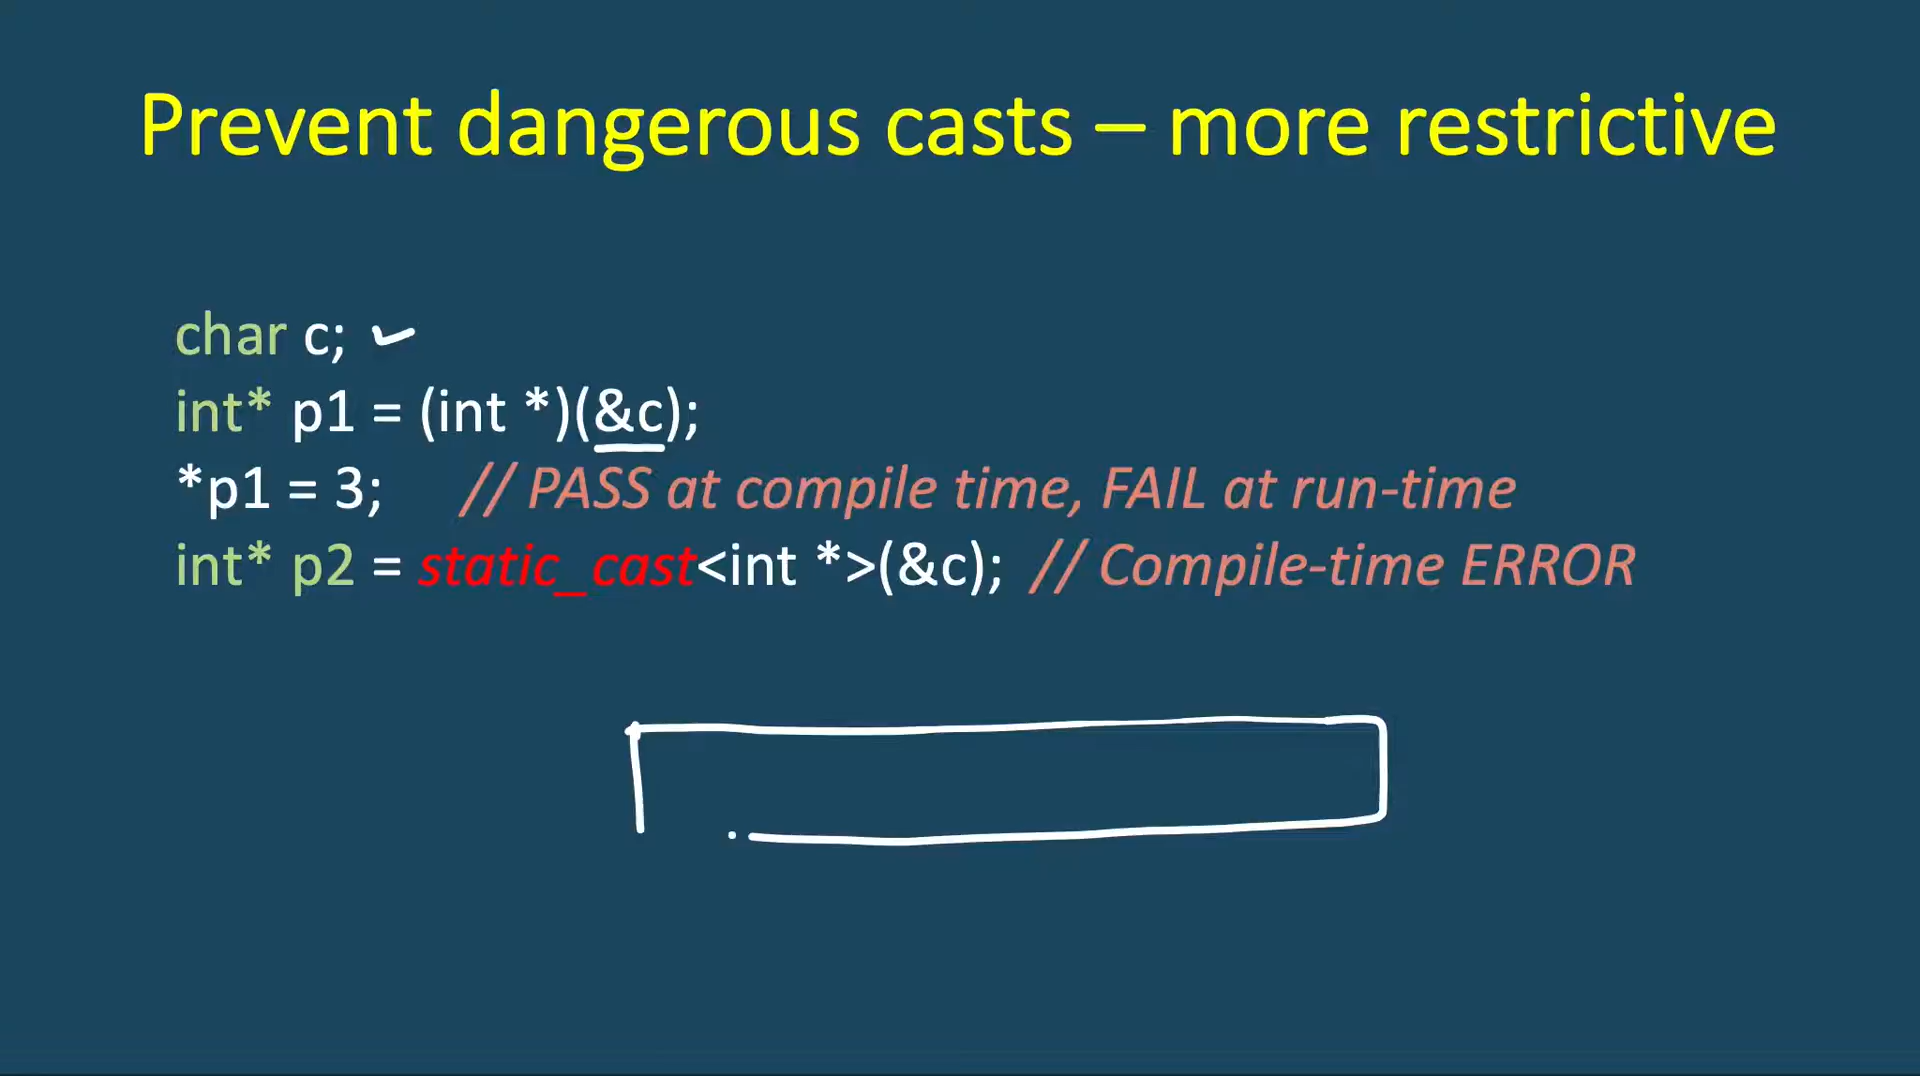 Prevent dangerous casts – more restrictive
char c;
int* p1 = (int *)(&c);
*p1 = 3; // PASS at compile time, FAIL at run-time
int* p2 = static_cast<int *>(&c); // Compile-time ERROR